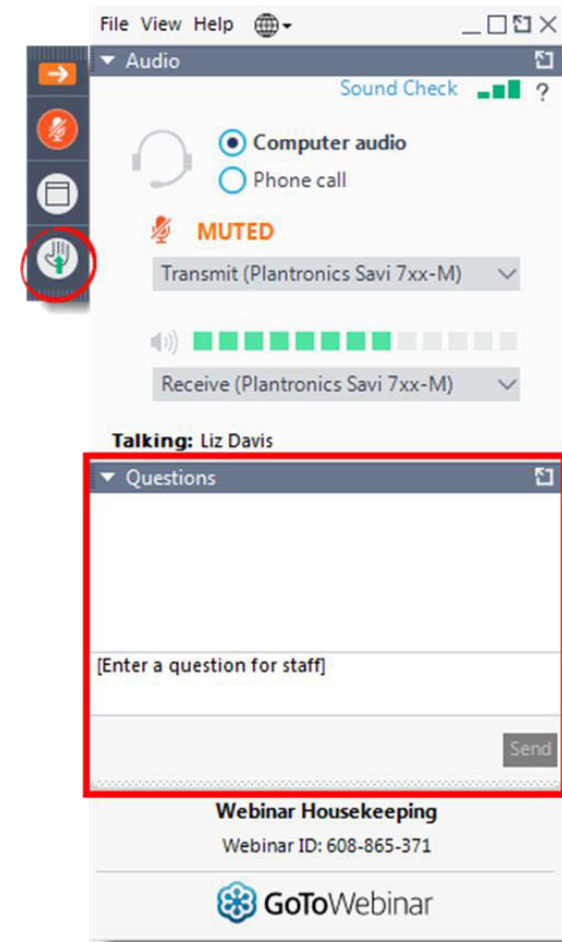 File View Help
Audio
Sound Check ?
Computer audio
Phone call
MUTED
Transmit (Plantronics Savi 7xx-M)
Receive (Plantronics Savi 7xx-M)
Talking: Liz Davis
Questions
[Enter a question for staff]
Send
Webinar Housekeeping
Webinar ID: 608-865-371
GoToWebinar